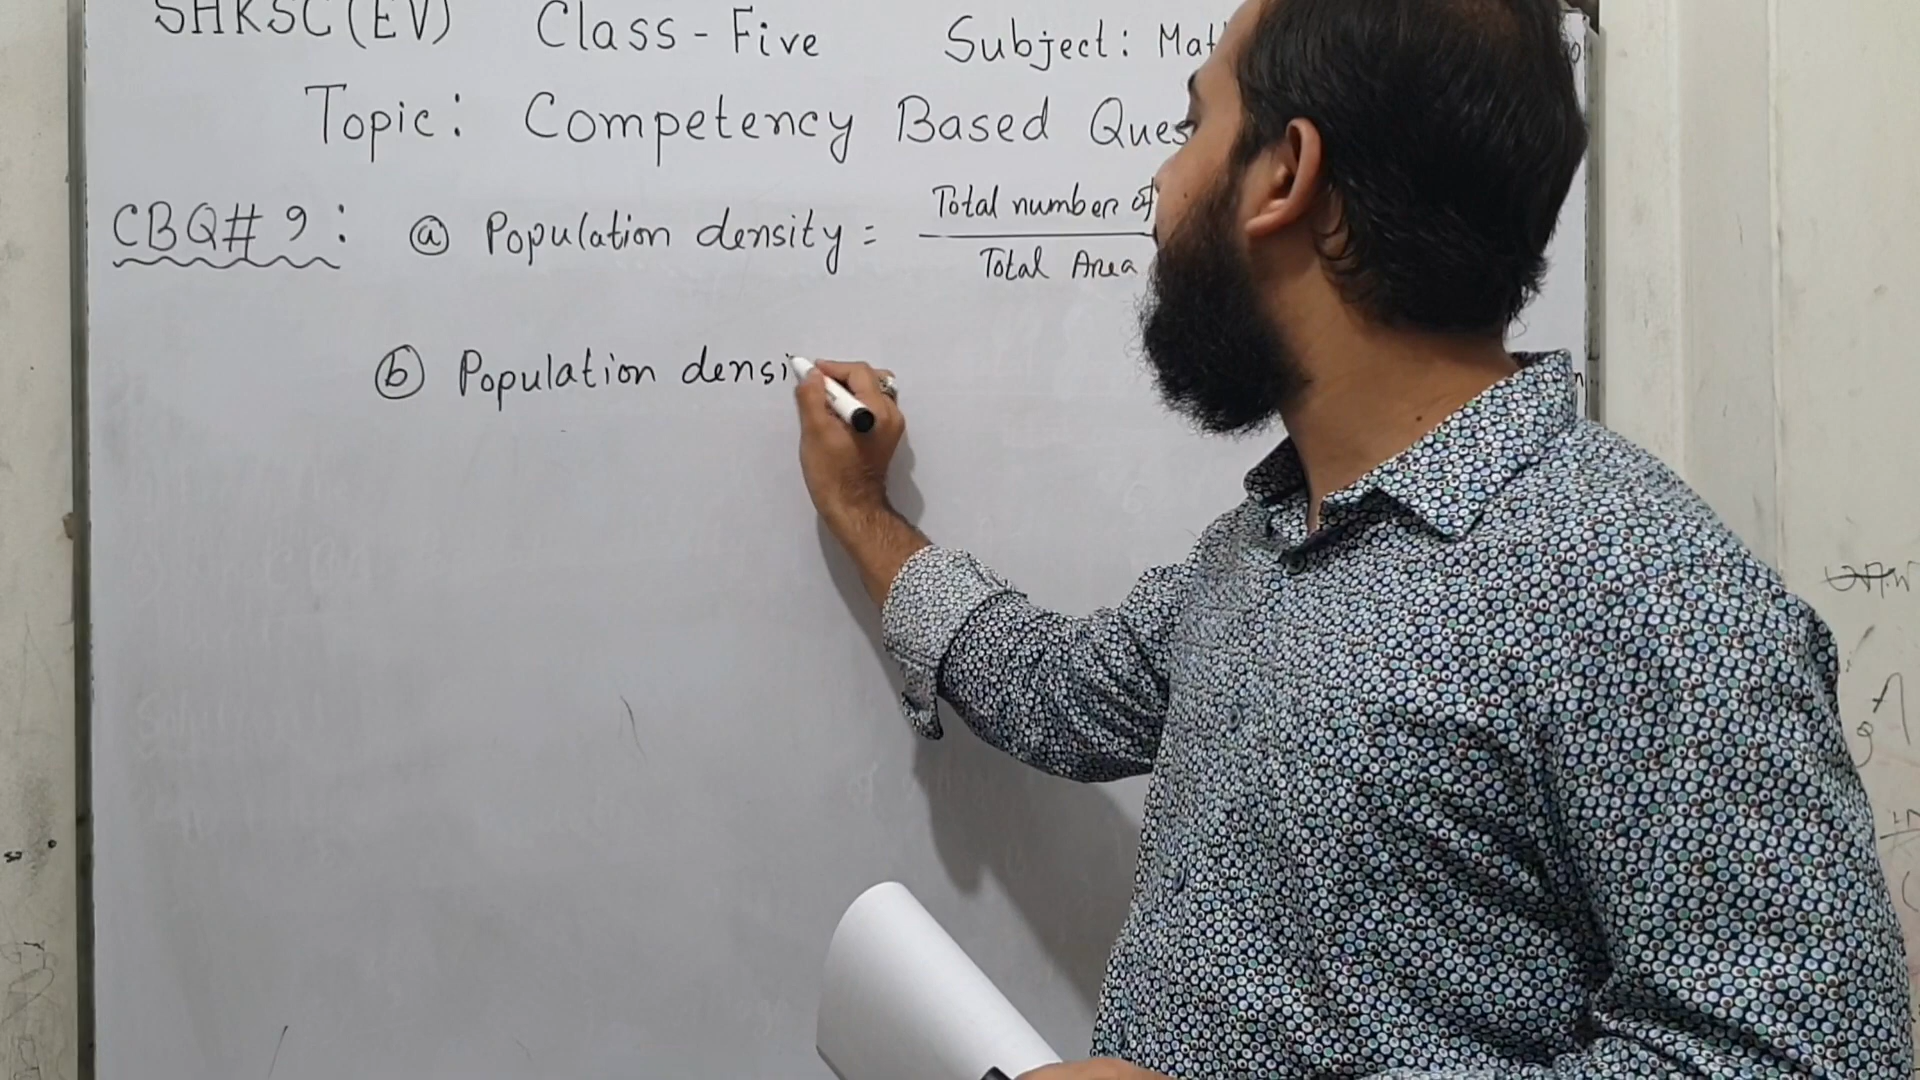 SHKSC(EV) Class-Five Subject: Mat
Topic: Competency Based Ques
CBQ# 9: ⓐ Population density = Total number of
Total Area
ⓑ Population densi